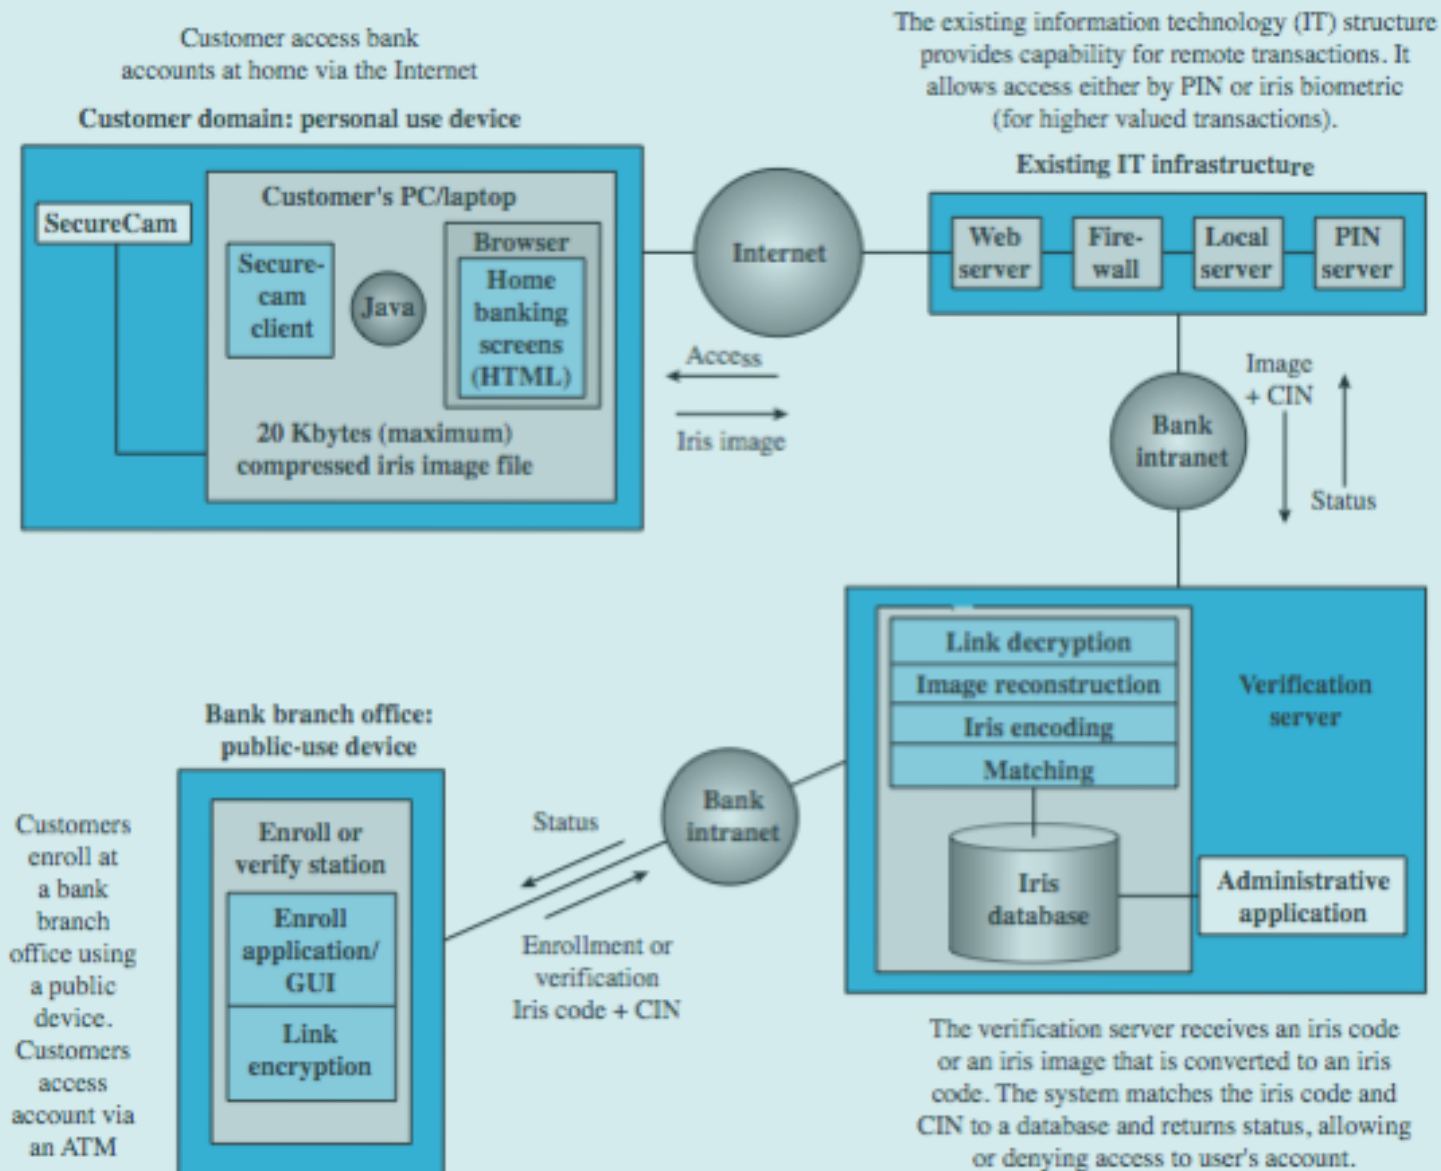 Customer access bank
accounts at home via the Internet
Customer domain: personal use device
SecureCam
Customer's PC/laptop
Secure-
cam
client
Java
Browser
Home
banking
screens
(HTML)
20 Kbytes (maximum)
compressed iris image file
Internet
Access
Iris image
The existing information technology (IT) structure
provides capability for remote transactions. It
allows access either by PIN or iris biometric
(for higher valued transactions).
Existing IT infrastructure
Web
server
Fire-
wall
Local
server
PIN
server
Bank
intranet
Image
+ CIN
Status
Link decryption
Image reconstruction
Iris encoding
Matching
Iris
database
Verification
server
Administrative
application
The verification server receives an iris code
or an iris image that is converted to an iris
code. The system matches the iris code and
CIN to a database and returns status, allowing
or denying access to user's account.
Bank branch office:
public-use device
Customers
enroll at
a bank
branch
office using
a public
device.
Customers
access
account via
an ATM
Enroll or
verify station
Enroll
application/
GUI
Link
encryption
Status
Enrollment or
verification
Iris code + CIN
Bank
intranet